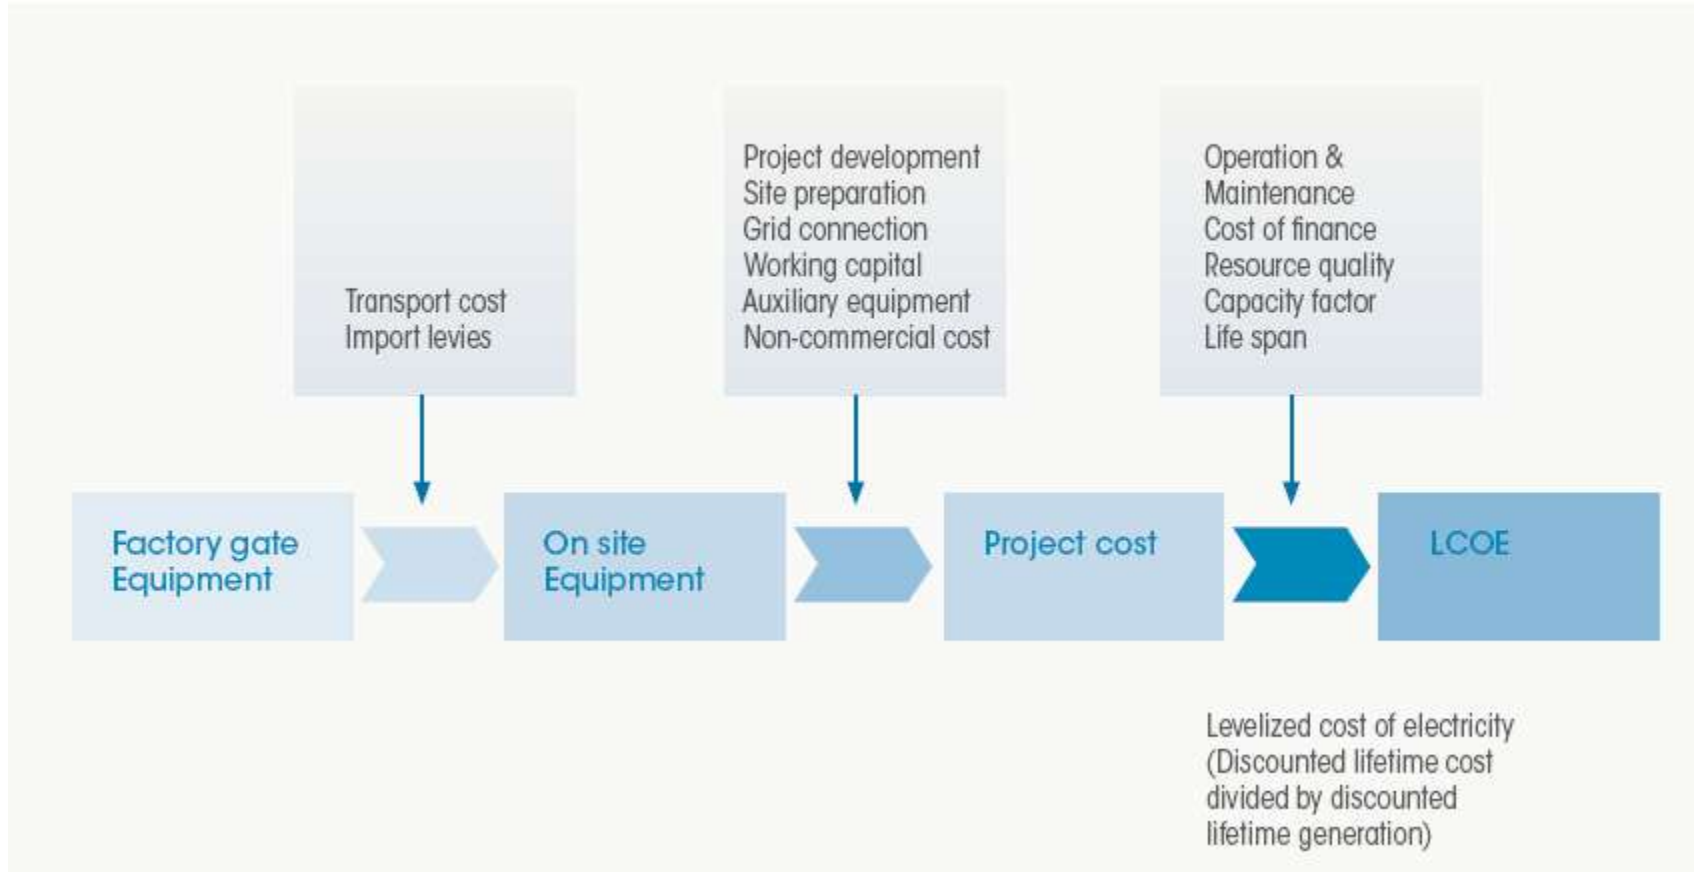 Transport cost
Import levies
Project development
Site preparation
Grid connection
Working capital
Auxiliary equipment
Non-commercial cost
Operation &
Maintenance
Cost of finance
Resource quality
Capacity factor
Life span
Factory gate
Equipment
On site
Equipment
Project cost
LCOE
Levelized cost of electricity
(Discounted lifetime cost
divided by discounted
lifetime generation)